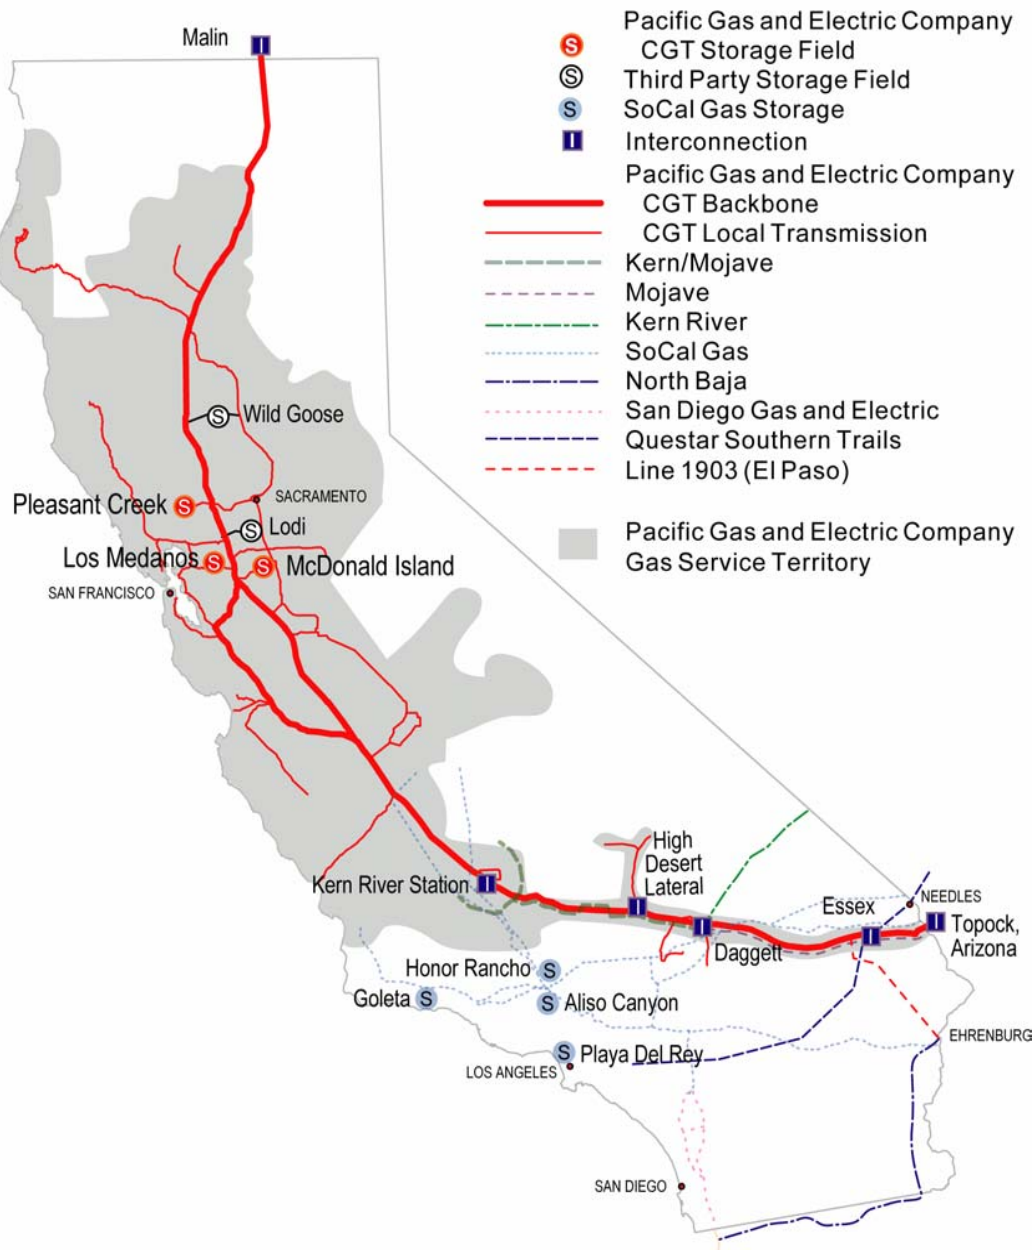 Malin
I
Pacific Gas and Electric Company
S
CGT Storage Field
S
Third Party Storage Field
S
SoCal Gas Storage
I
Interconnection
Pacific Gas and Electric Company
CGT Backbone
CGT Local Transmission
Kern/Mojave
Mojave
Kern River
SoCal Gas
North Baja
San Diego Gas and Electric
Questar Southern Trails
Line 1903 (El Paso)
Pacific Gas and Electric Company
Gas Service Territory
S
Wild Goose
Pleasant Creek
S
SACRAMENTO
S
Lodi
Los Medanos
S
S
McDonald Island
SAN FRANCISCO
High
Desert
Lateral
Kern River Station
I
I
I
Daggett
Essex
I
NEEDLES
I
Topock,
Arizona
Honor Rancho
S
Goleta
S
S
Aliso Canyon
EHRENBURG
S
Playa Del Rey
LOS ANGELES
SAN DIEGO